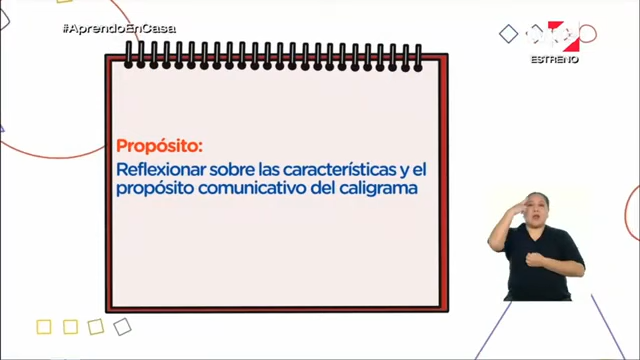 #AprendoEnCasa
ESTRENO
Propósito:
Reflexionar sobre las características y el
propósito comunicativo del caligrama